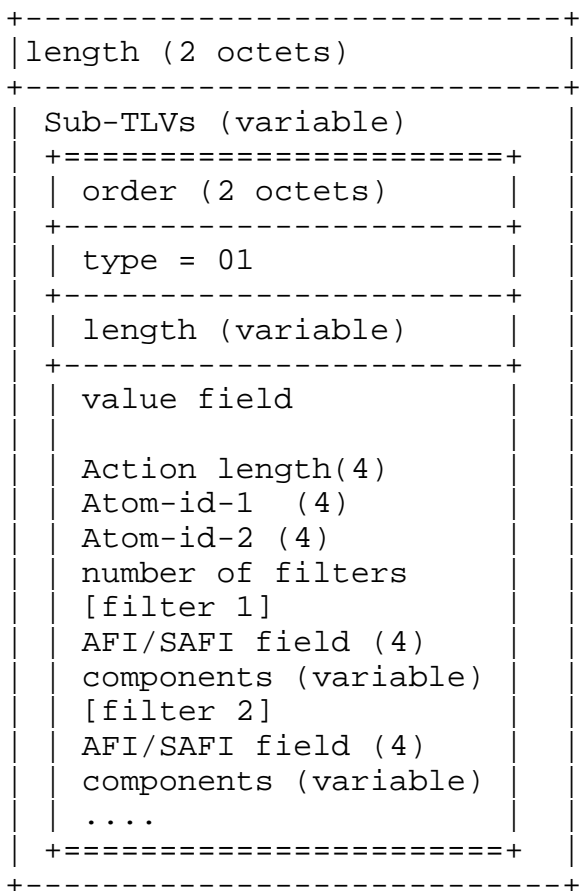 length (2 octets)
Sub-TLVs (variable)
order (2 octets)
type = 01
length (variable)
value field
Action length(4)
Atom-id-1  (4)
Atom-id-2 (4)
number of filters
[filter 1]
AFI/SAFI field (4)
components (variable)
[filter 2]
AFI/SAFI field (4)
components (variable)
....